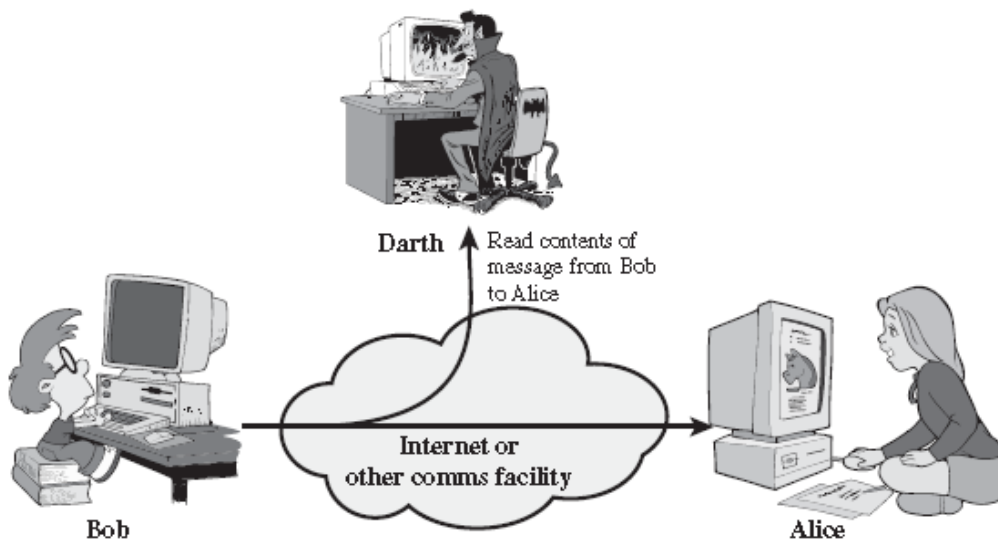 Darth
Read contents of
message from Bob
to Alice
Internet or
other comms facility
Bob
Alice